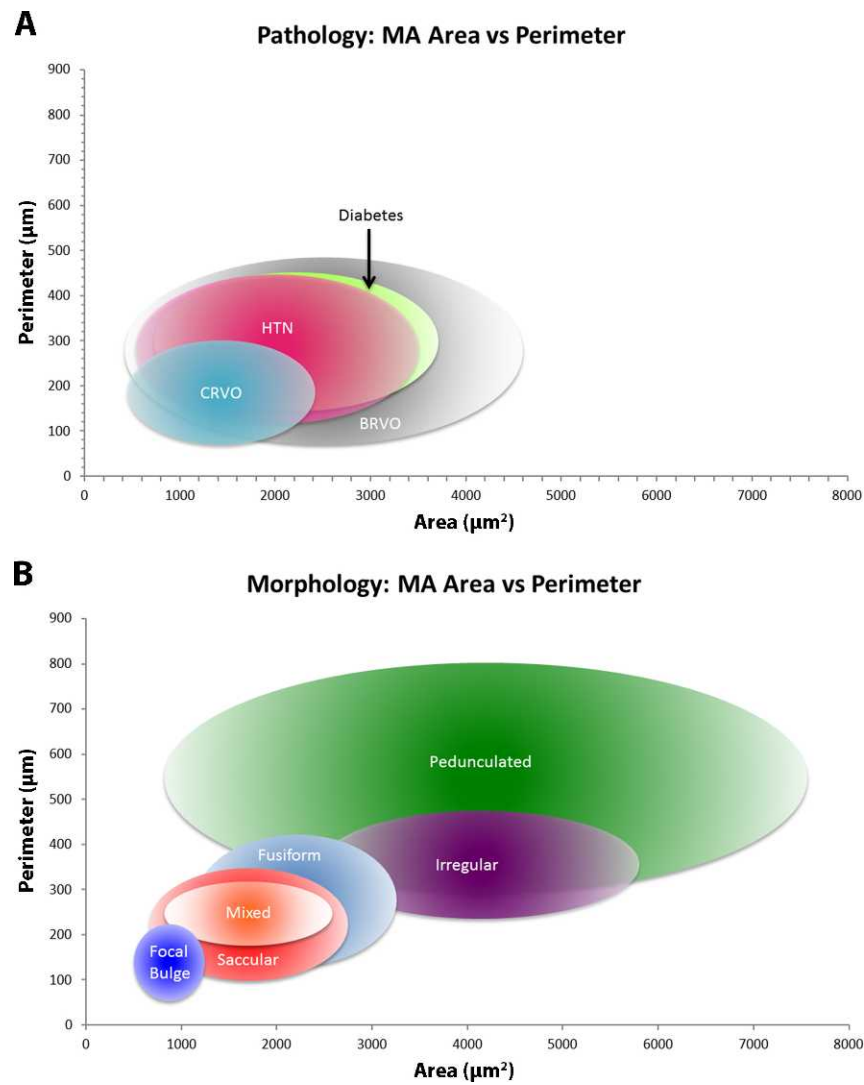 A
Pathology: MA Area vs Perimeter
900
800
700
600
500
400
300
200
100
0
Perimeter (µm)
Diabetes
HTN
CRVO
BRVO
0 1000 2000 3000 4000 5000 6000 7000 8000
Area (µm²)
B
Morphology: MA Area vs Perimeter
900
800
700
600
500
400
300
200
100
0
Perimeter (µm)
Pedunculated
Irregular
Fusiform
Mixed
Saccular
Focal
Bulge
0 1000 2000 3000 4000 5000 6000 7000 8000
Area (µm²)